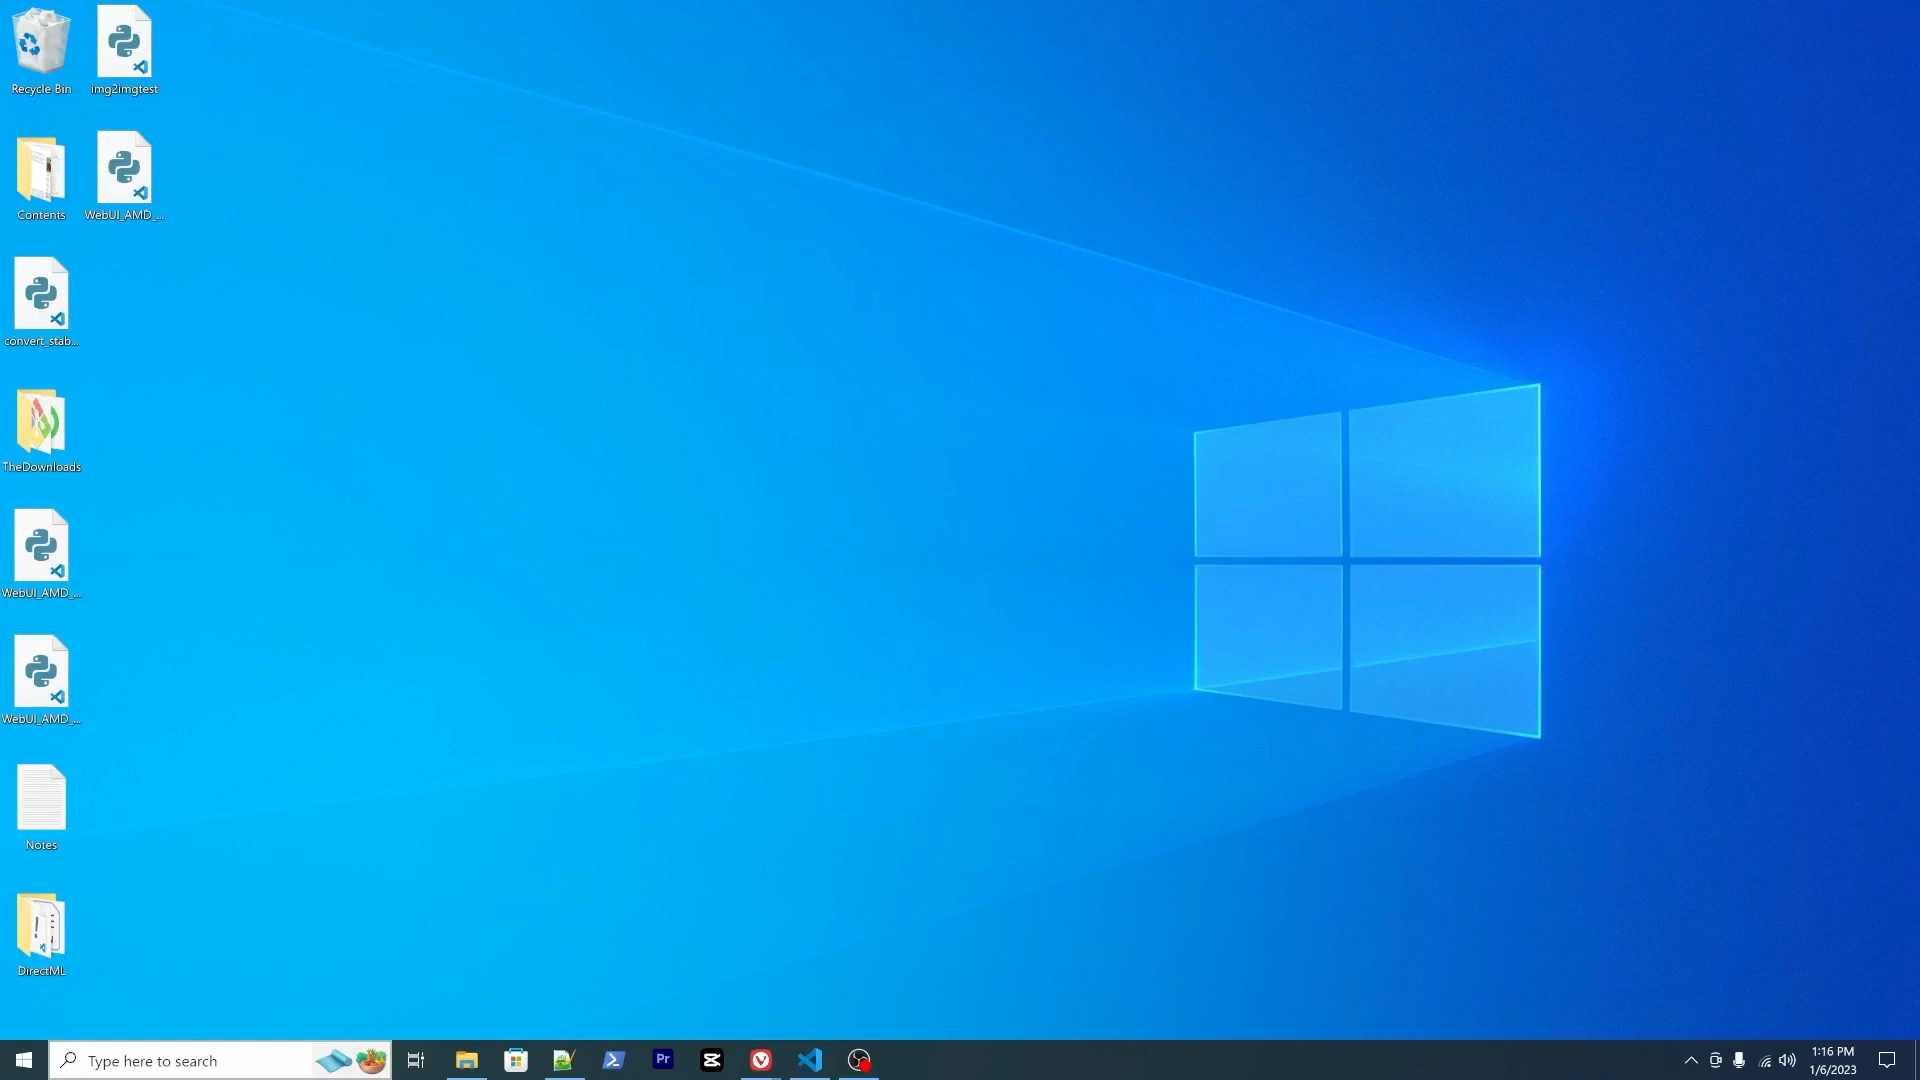 Recycle Bin
img2imgtest
Contents
WebUI_AMD_...
convert_stab...
TheDownloads
WebUI_AMD_...
WebUI_AMD_...
Notes
DirectML
Type here to search
Pr
1:16 PM
1/6/2023